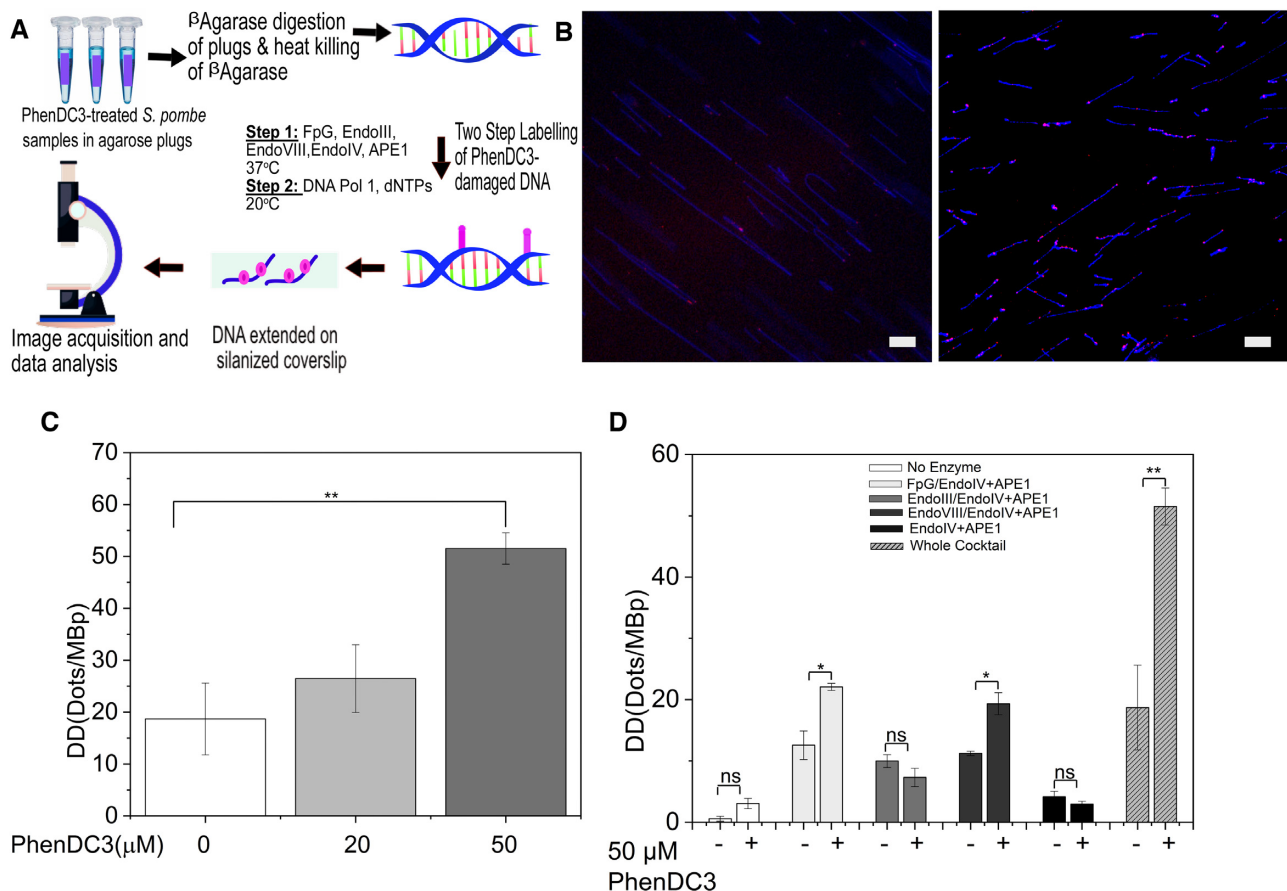 A
βAgarase digestion
of plugs & heat killing
of βAgarase
PhenDC3-treated S. pombe
samples in agarose plugs
Step 1: FpG, EndoIII,
EndoVIII,EndoIV, APE1
37°C
Step 2: DNA Pol 1, dNTPs
20°C
Two Step Labelling
of PhenDC3-
damaged DNA
Image acquisition and
data analysis
DNA extended on
silanized coverslip
B
C
DD(Dots/MBp)
70
60
50
40
30
20
10
0
**
PhenDC3(μM)
0
20
50
D
DD(Dots/MBp)
60
40
20
0
No Enzyme
FpG/EndoIV+APE1
EndoIII/EndoIV+APE1
EndoVIII/EndoIV+APE1
EndoIV+APE1
Whole Cocktail
ns
*
ns
*
ns
**
- + - + - + - + - + - +
50 μM
PhenDC3